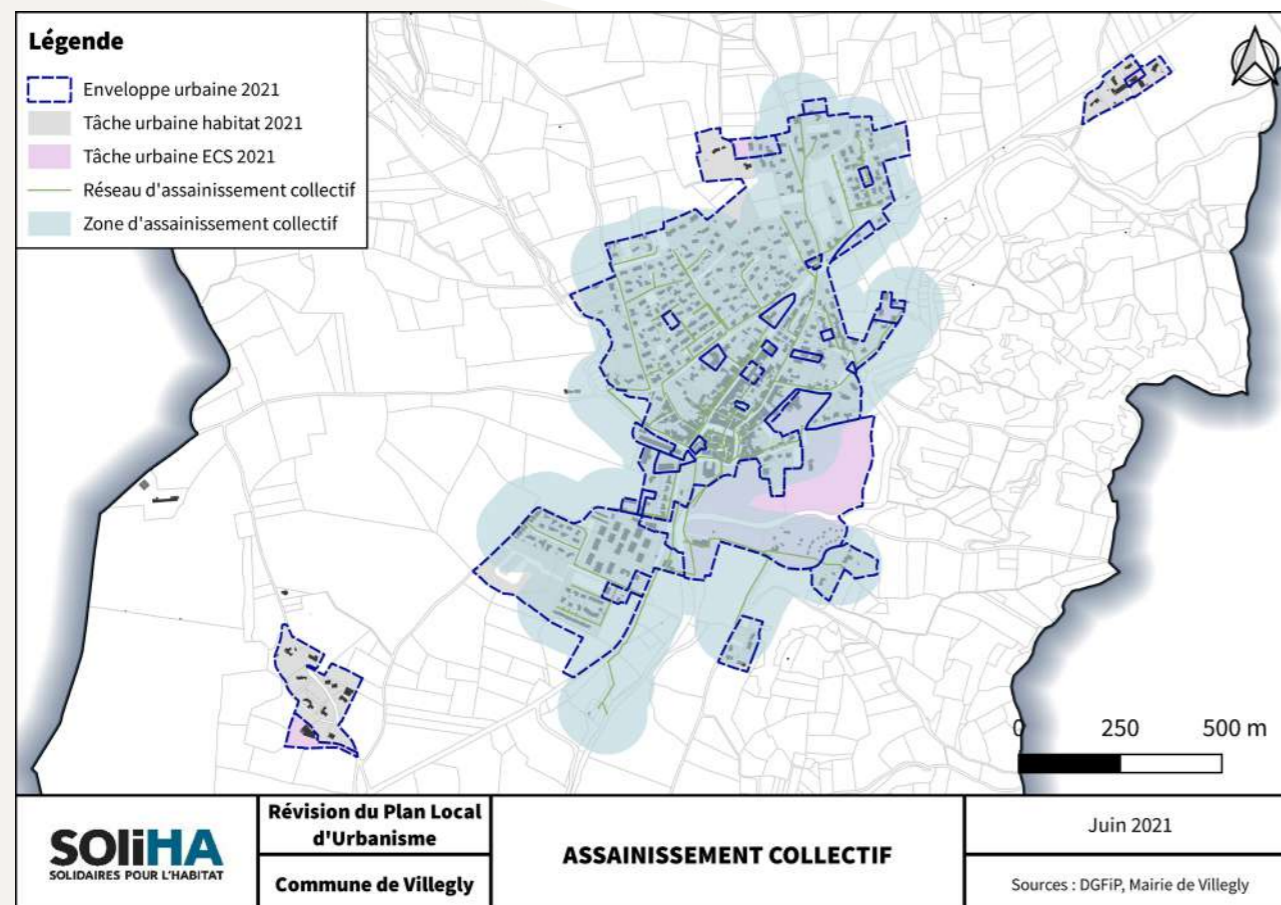 Légende
Enveloppe urbaine 2021
Tâche urbaine habitat 2021
Tâche urbaine ECS 2021
Réseau d'assainissement collectif
Zone d'assainissement collectif
0 250 500 m
SOliHA
SOLIDAIRES POUR L'HABITAT
Révision du Plan Local
d'Urbanisme
Commune de Villegly
ASSAINISSEMENT COLLECTIF
Juin 2021
Sources : DGFiP, Mairie de Villegly